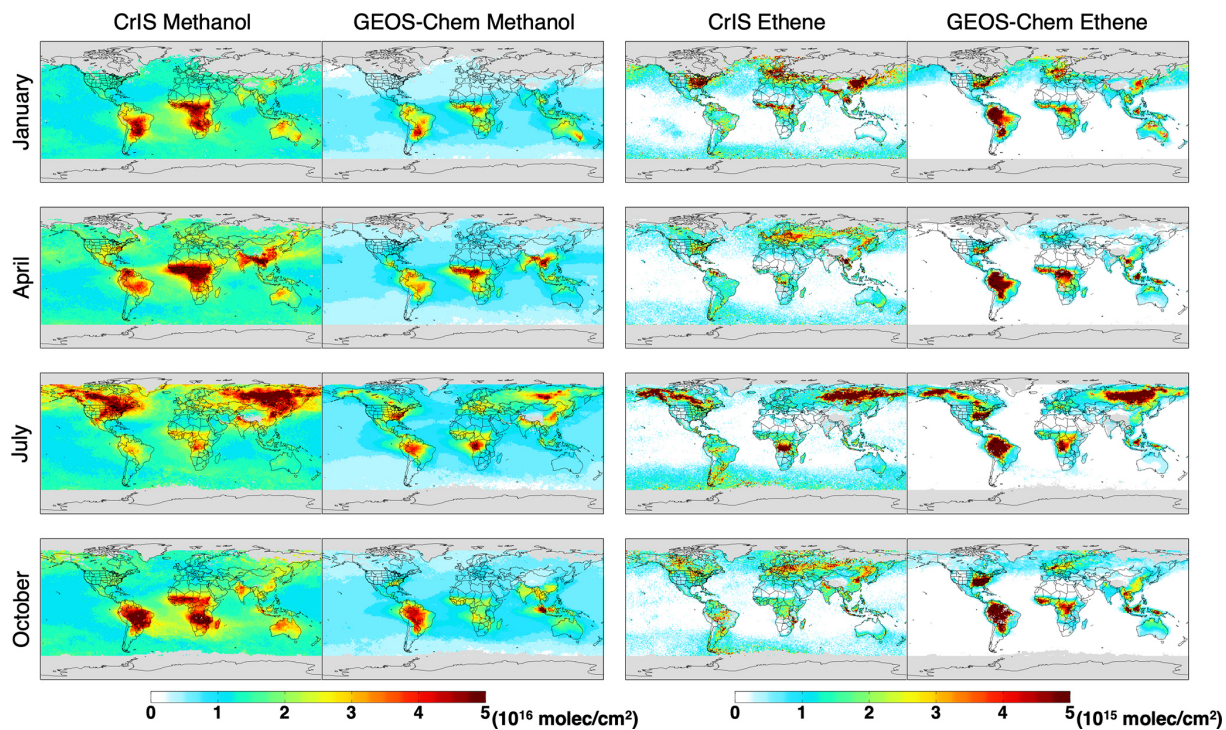 CrIS Methanol GEOS-Chem Methanol CrIS Ethene GEOS-Chem Ethene
January
April
July
October
0 1 2 3 4 5 (10¹⁶ molec/cm²) 0 1 2 3 4 5 (10¹⁵ molec/cm²)